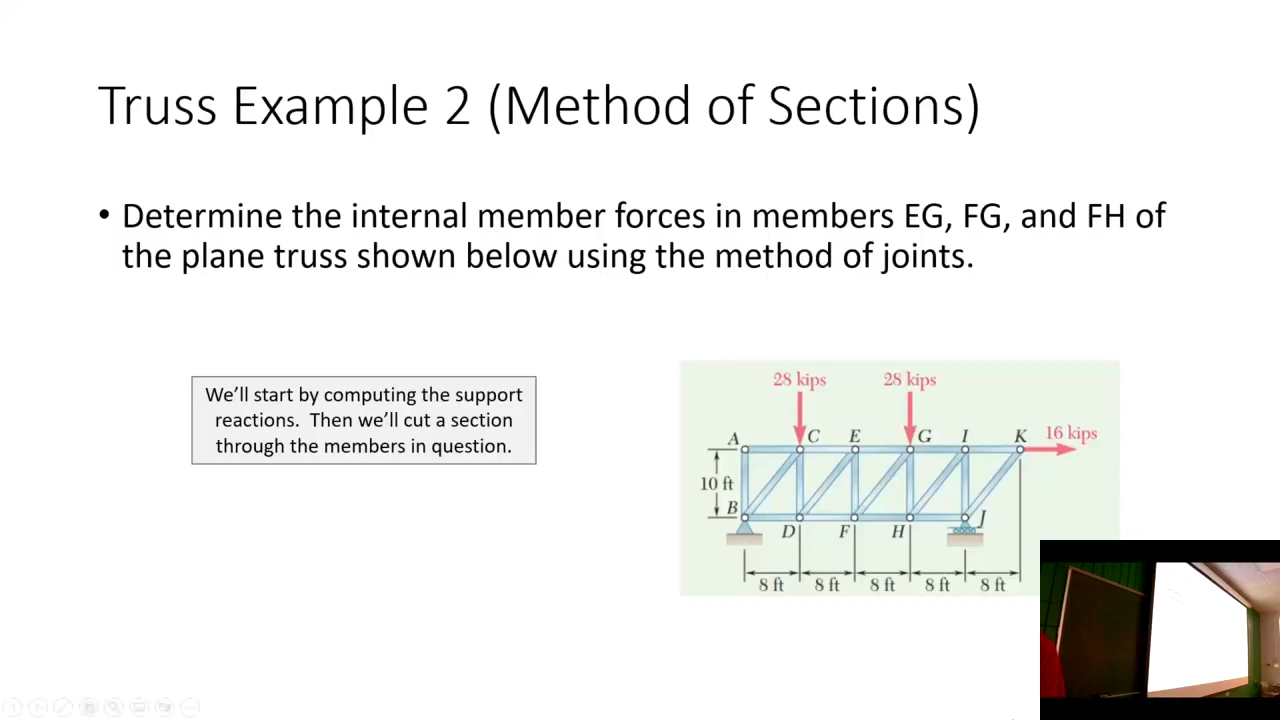 Truss Example 2 (Method of Sections)
• Determine the internal member forces in members EG, FG, and FH of
the plane truss shown below using the method of joints.
We’ll start by computing the support
reactions. Then we’ll cut a section
through the members in question.
28 kips 28 kips
A C E G I K 16 kips
10 ft
B D F H J
8 ft 8 ft 8 ft 8 ft 8 ft